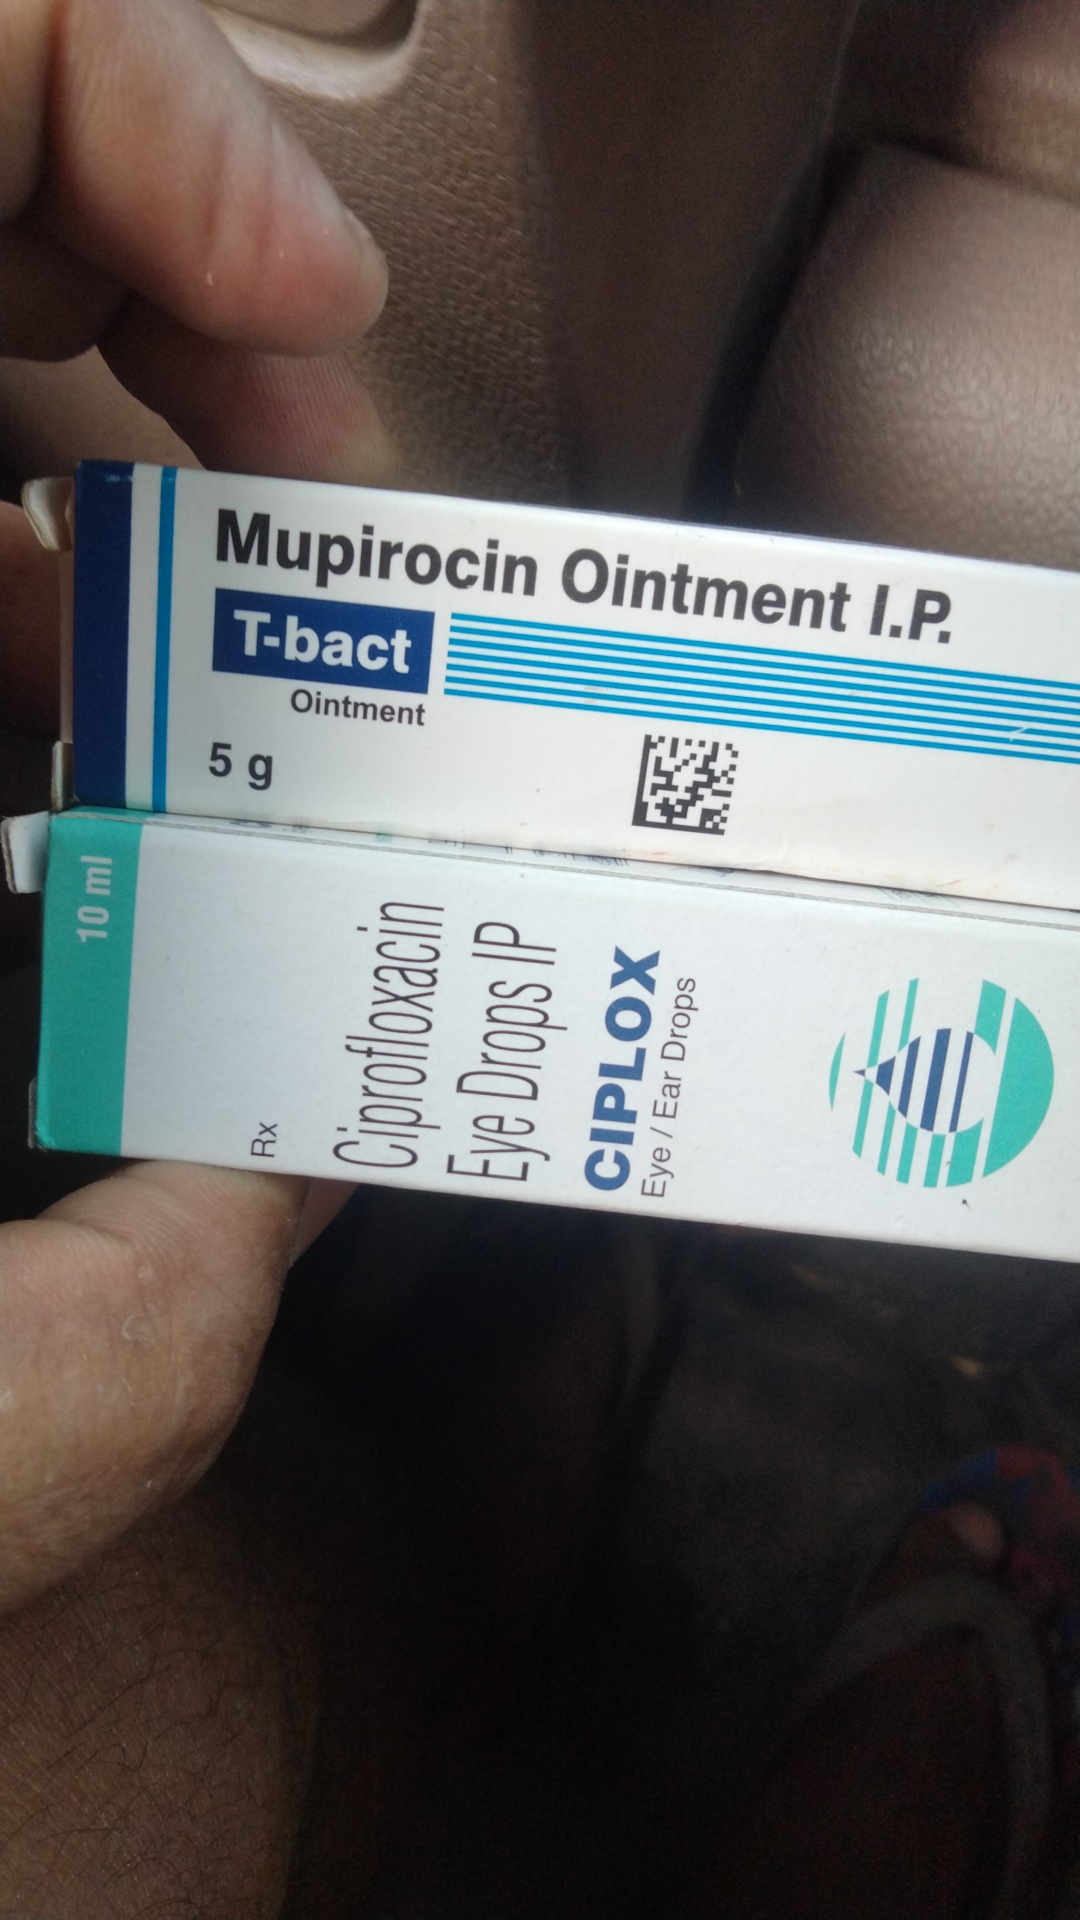 Mupirocin Ointment I.P.
T-bact
Ointment
5 g
10 ml
Rx
Ciprofloxacin
Eye Drops IP
CIPLOX
Eye / Ear Drops